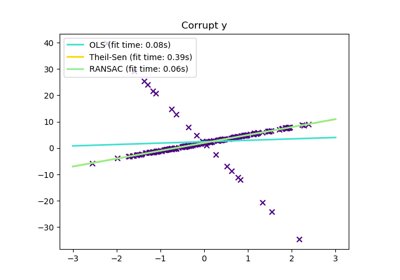 Corrupt y
OLS (fit time: 0.08s)
Theil-Sen (fit time: 0.39s)
RANSAC (fit time: 0.06s)
40
30
20
10
0
−10
−20
−30
−3 −2 −1 0 1 2 3